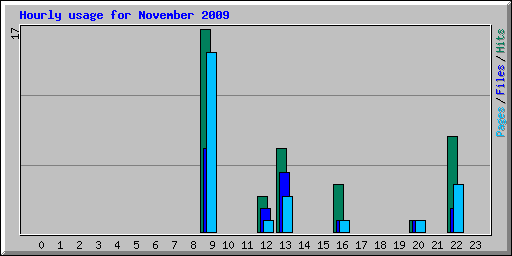 Hourly usage for November 2009
17
Pages / Files / Hits
0 1 2 3 4 5 6 7 8 9 10 11 12 13 14 15 16 17 18 19 20 21 22 23